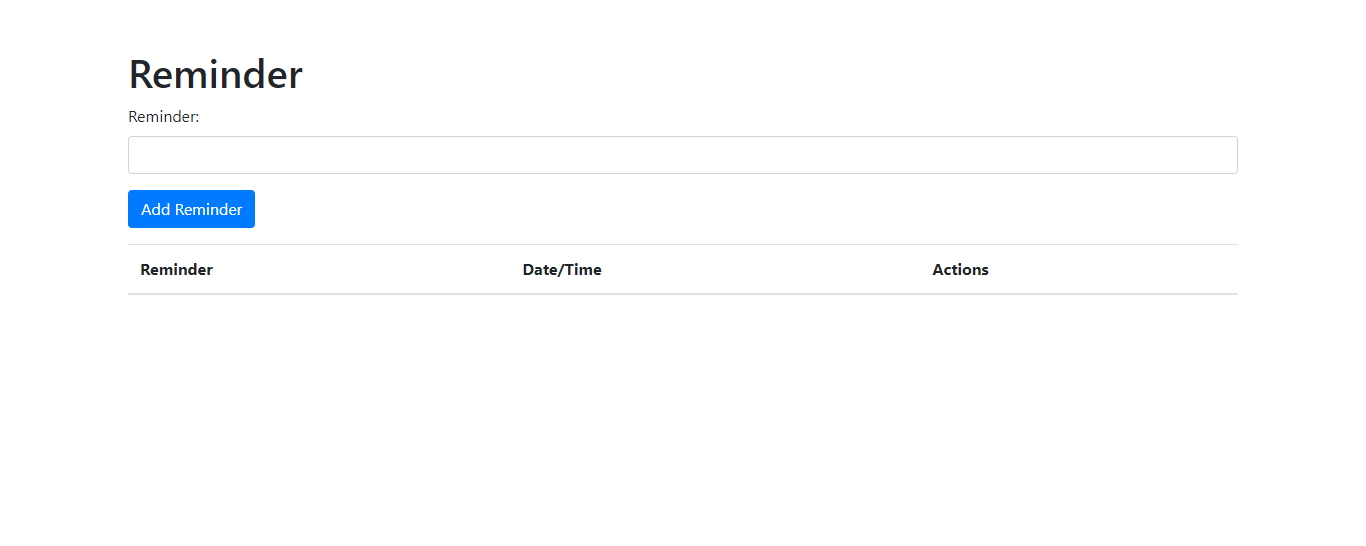 Reminder
Reminder:
Add Reminder
Reminder Date/Time Actions